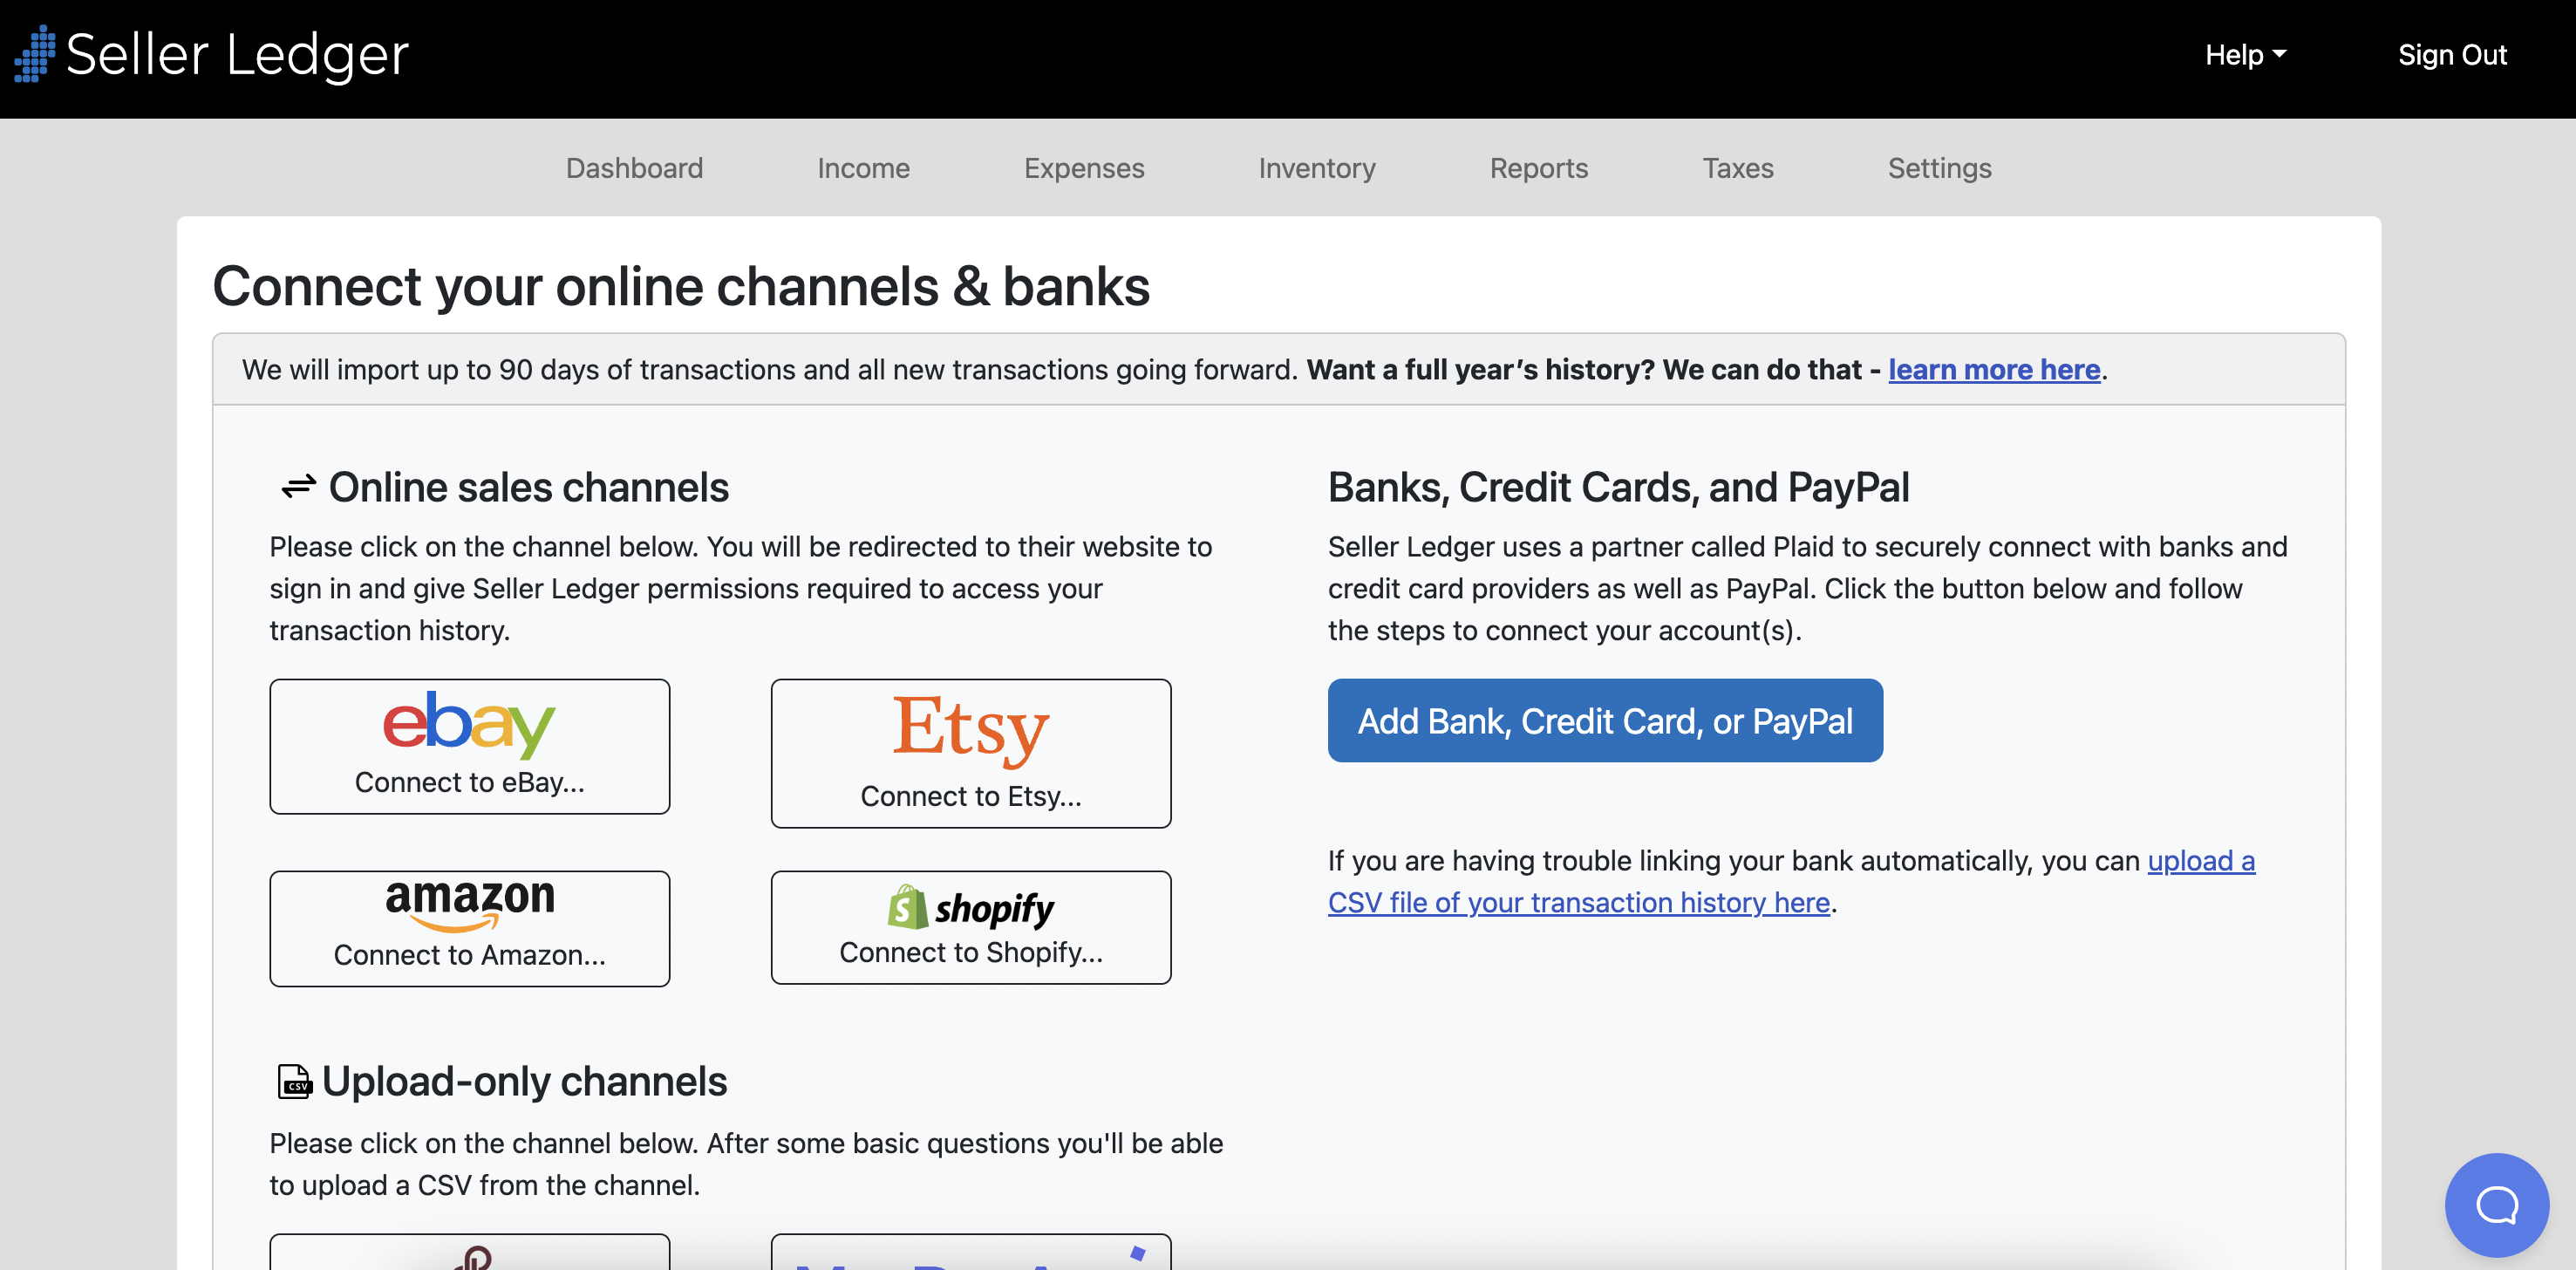 Seller Ledger
Help
Sign Out
Dashboard
Income
Expenses
Inventory
Reports
Taxes
Settings
Connect your online channels & banks
We will import up to 90 days of transactions and all new transactions going forward. Want a full year’s history? We can do that - learn more here.
Online sales channels
Please click on the channel below. You will be redirected to their website to
sign in and give Seller Ledger permissions required to access your
transaction history.
ebay
Connect to eBay...
Etsy
Connect to Etsy...
amazon
Connect to Amazon...
shopify
Connect to Shopify...
Banks, Credit Cards, and PayPal
Seller Ledger uses a partner called Plaid to securely connect with banks and
credit card providers as well as PayPal. Click the button below and follow
the steps to connect your account(s).
Add Bank, Credit Card, or PayPal
If you are having trouble linking your bank automatically, you can upload a
CSV file of your transaction history here.
CSV
Upload-only channels
Please click on the channel below. After some basic questions you'll be able
to upload a CSV from the channel.